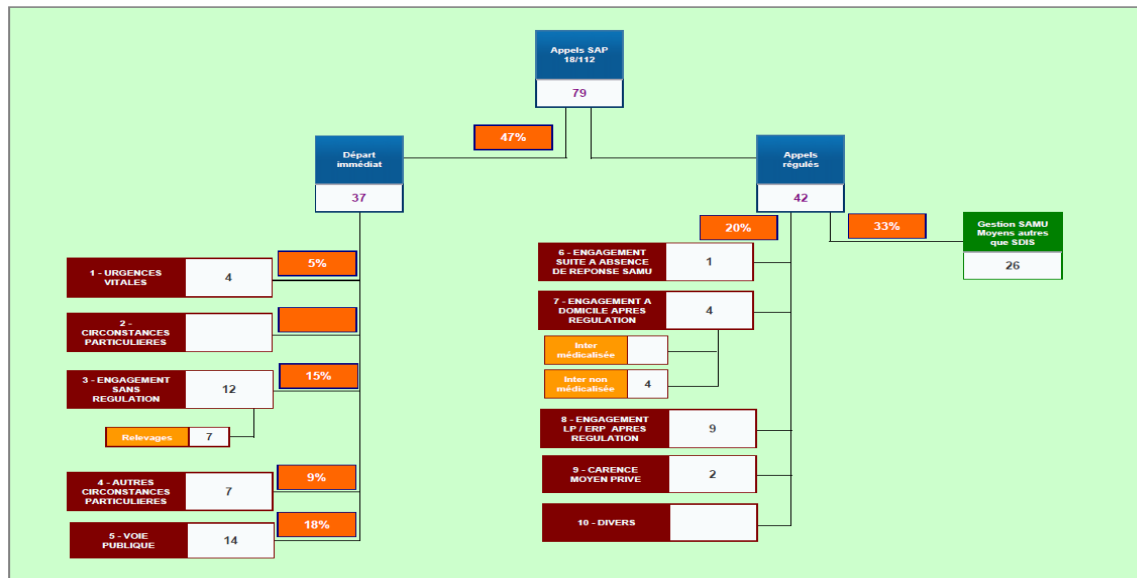 Appels SAP
18/112
79
47%
Départ
immédiat
37
Appels
régulés
42
20%
33%
Gestion SAMU
Moyens autres
que SDIS
26
1 - URGENCES
VITALES
4
5%
2 -
CIRCONSTANCES
PARTICULIERES
3 - ENGAGEMENT
SANS
REGULATION
12
15%
Relevages
7
4 - AUTRES
CIRCONSTANCES
PARTICULIERES
7
9%
5 - VOIE
PUBLIQUE
14
18%
6 - ENGAGEMENT
SUITE A ABSENCE
DE REPONSE SAMU
1
7 - ENGAGEMENT A
DOMICILE APRES
REGULATION
4
Inter
médicalisée
Inter non
médicalisée
4
8 - ENGAGEMENT
LP / ERP APRES
REGULATION
9
9 - CARENCE
MOYEN PRIVE
2
10 - DIVERS